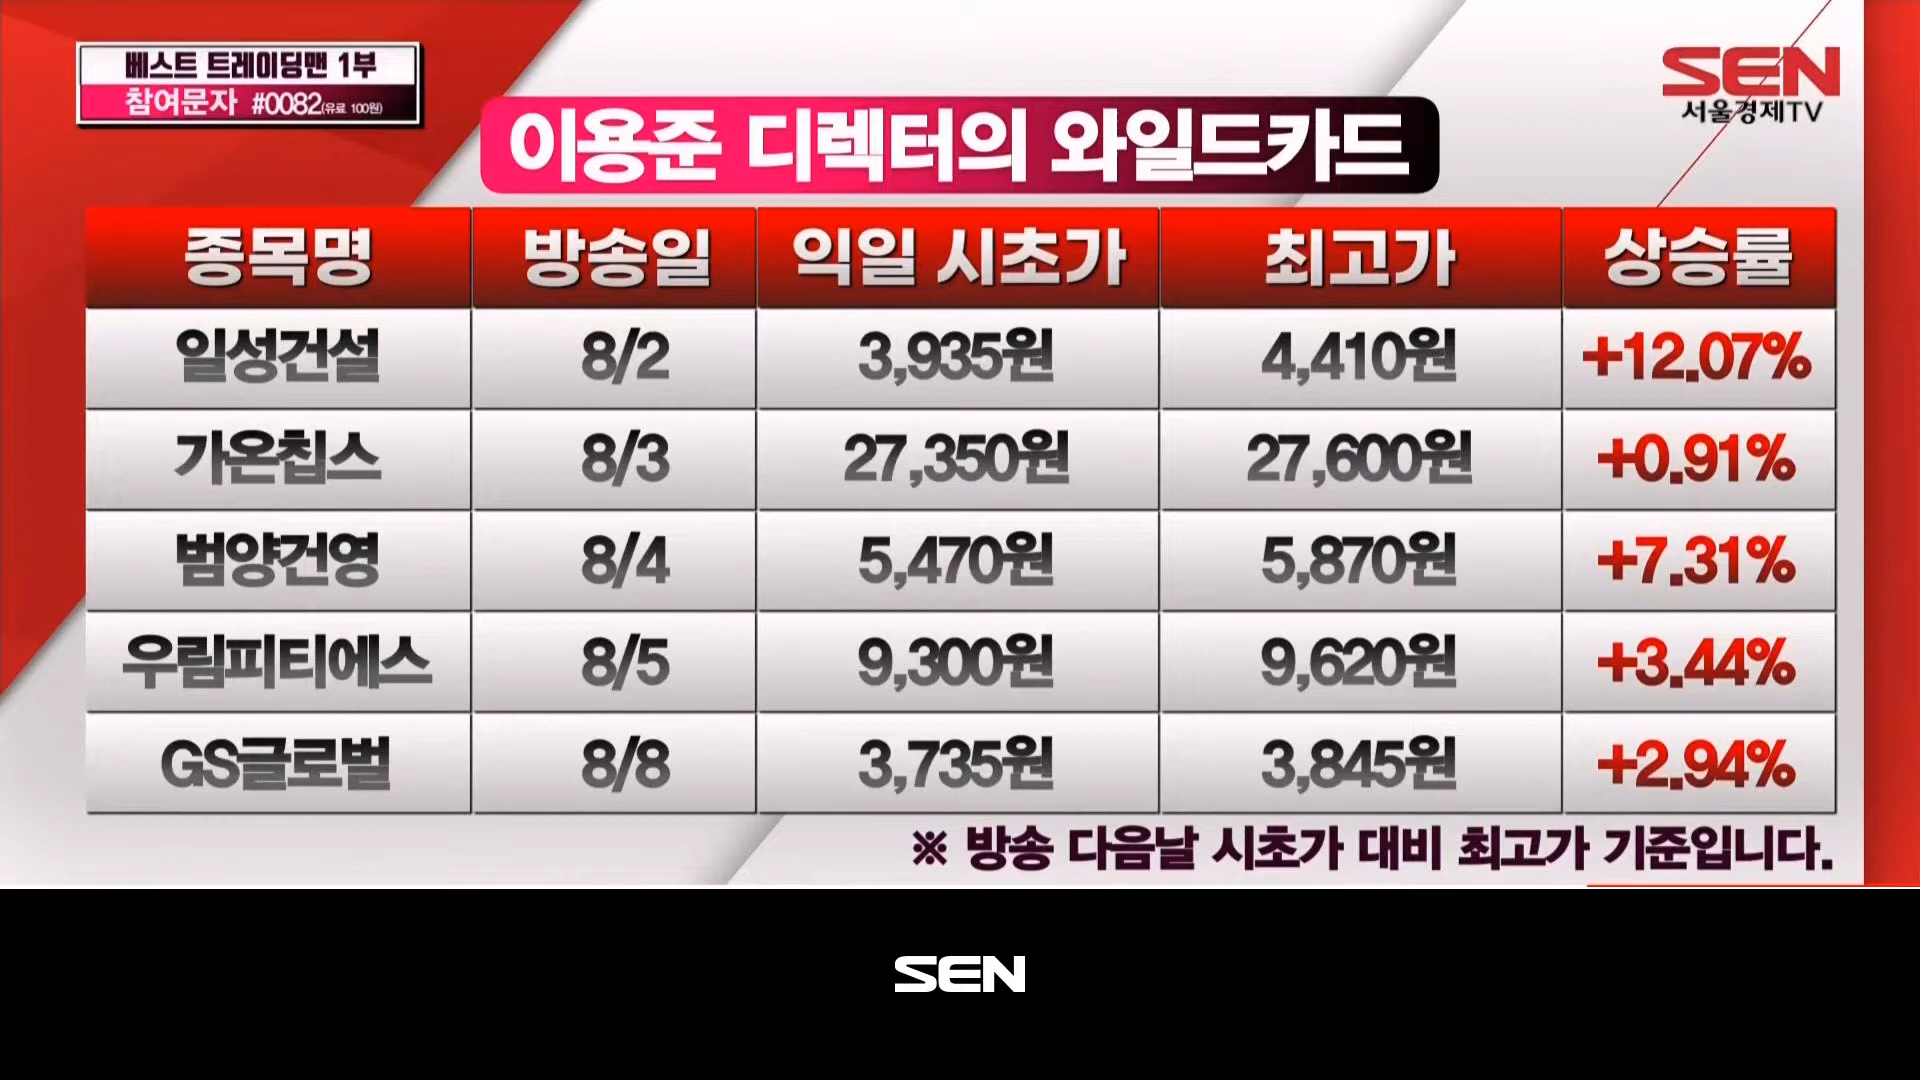 베스트 트레이딩맨 1부
참여문자 #0082(유료 100원)
SEN
서울경제TV
이용준 디렉터의 와일드카드
종목명 방송일 익일 시초가 최고가 상승률
일성건설 8/2 3,935원 4,410원 +12.07%
가온칩스 8/3 27,350원 27,600원 +0.91%
범양건영 8/4 5,470원 5,870원 +7.31%
우림피티에스 8/5 9,300원 9,620원 +3.44%
GS글로벌 8/8 3,735원 3,845원 +2.94%
※ 방송 다음날 시초가 대비 최고가 기준입니다.
SEN